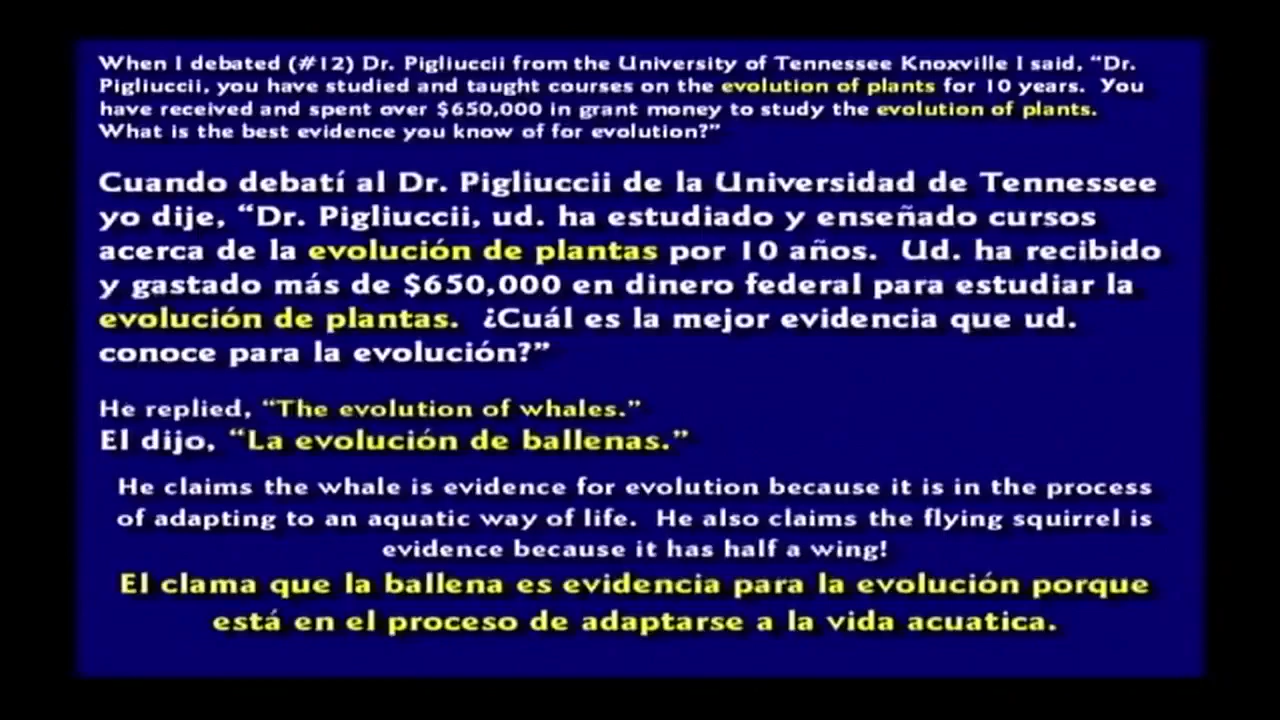 When I debated (#12) Dr. Pigliuccii from the University of Tennessee Knoxville I said, “Dr.
Pigliuccii, you have studied and taught courses on the evolution of plants for 10 years. You
have received and spent over $650,000 in grant money to study the evolution of plants.
What is the best evidence you know of for evolution?”
Cuando debatí al Dr. Pigliuccii de la Universidad de Tennessee
yo dije, “Dr. Pigliuccii, ud. ha estudiado y enseñado cursos
acerca de la evolución de plantas por 10 años. Ud. ha recibido
y gastado más de $650,000 en dinero federal para estudiar la
evolución de plantas. ¿Cuál es la mejor evidencia que ud.
conoce para la evolución?”
He replied, “The evolution of whales.”
El dijo, “La evolución de ballenas.”
He claims the whale is evidence for evolution because it is in the process
of adapting to an aquatic way of life. He also claims the flying squirrel is
evidence because it has half a wing!
El clama que la ballena es evidencia para la evolución porque
está en el proceso de adaptarse a la vida acuatica.